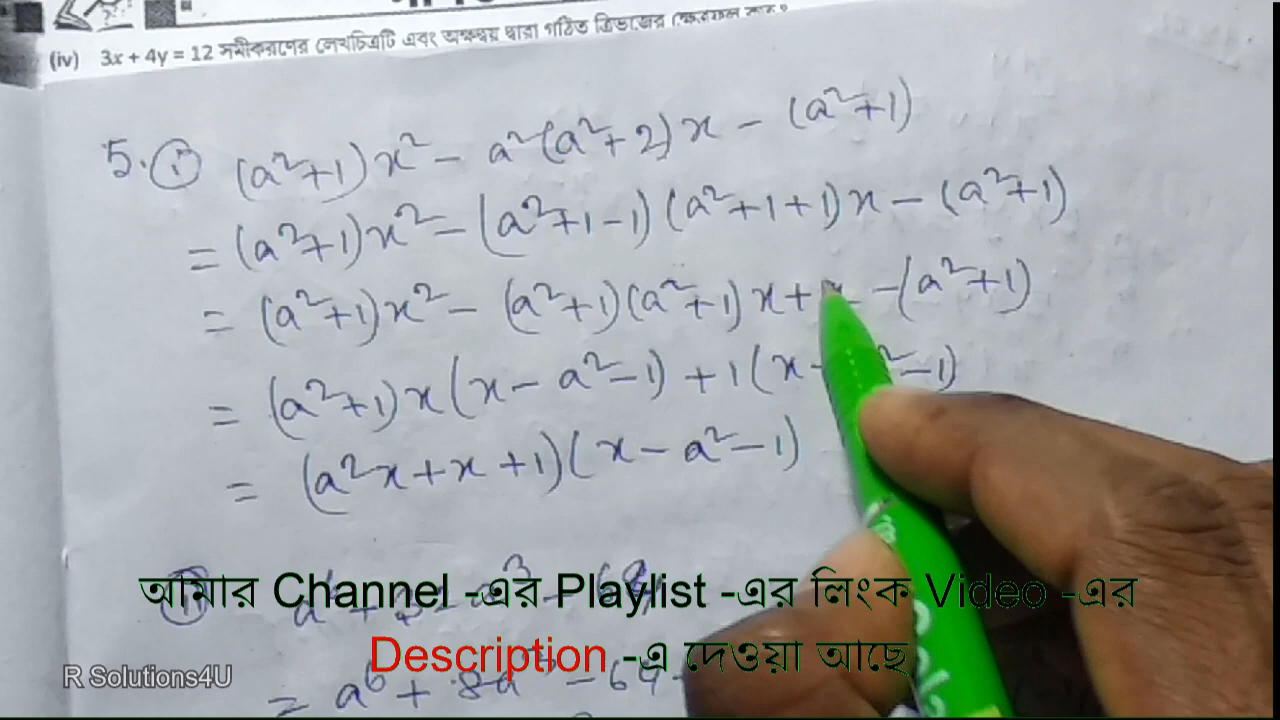 (iv) 3x + 4y = 12 সমীকরণের লেখচিত্রটি এবং অক্ষদ্বয় দ্বারা গঠিত ত্রিভুজের ক্ষেত্রফল
5. (i) (a²+1)x² - a²(a²+2)x - (a²+1)
= (a²+1)x² - (a²+1-1)(a²+1+1)x - (a²+1)
= (a²+1)x² - (a²+1)(a²+1)x + x - (a²+1)
= (a²+1)x(x - a² - 1) + 1(x - a² - 1)
= (a²x + x + 1)(x - a² - 1)
আমার Channel -এর Playlist -এর লিংক Video -এর
Description -এ দেওয়া আছে
= a⁶ + 8a³ - 64
R Solutions4U